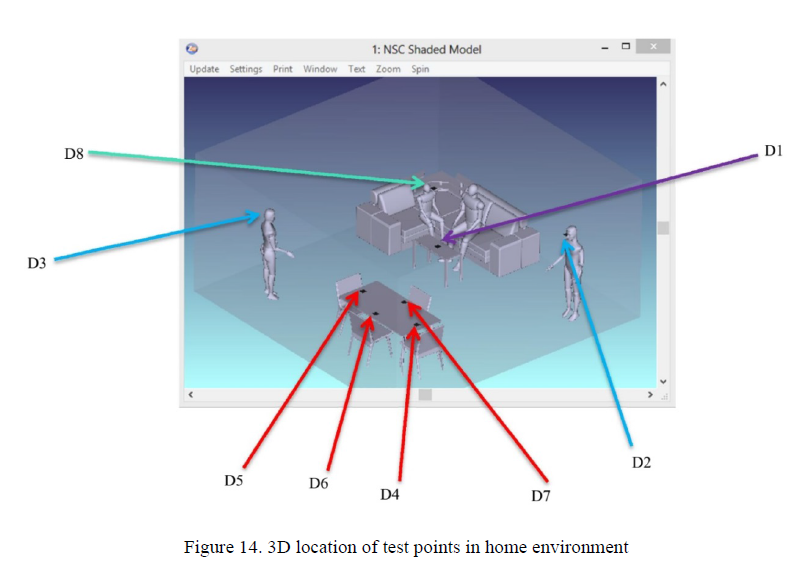 1: NSC Shaded Model
Update Settings Print Window Text Zoom Spin
D8
D1
D3
D2
D5
D6
D4
D7
Figure 14. 3D location of test points in home environment